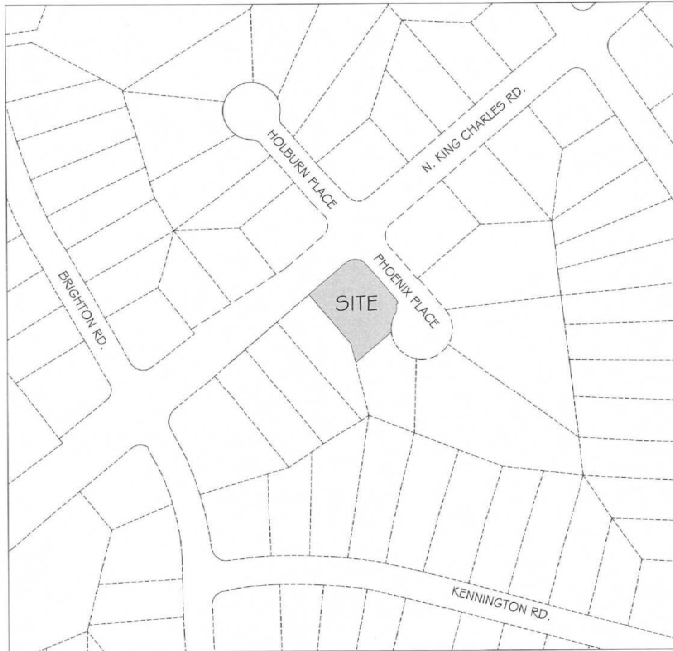 N. KING CHARLES RD.
HOLBURN PLACE
PHOENIX PLACE
BRIGHTON RD.
SITE
KENNINGTON RD.